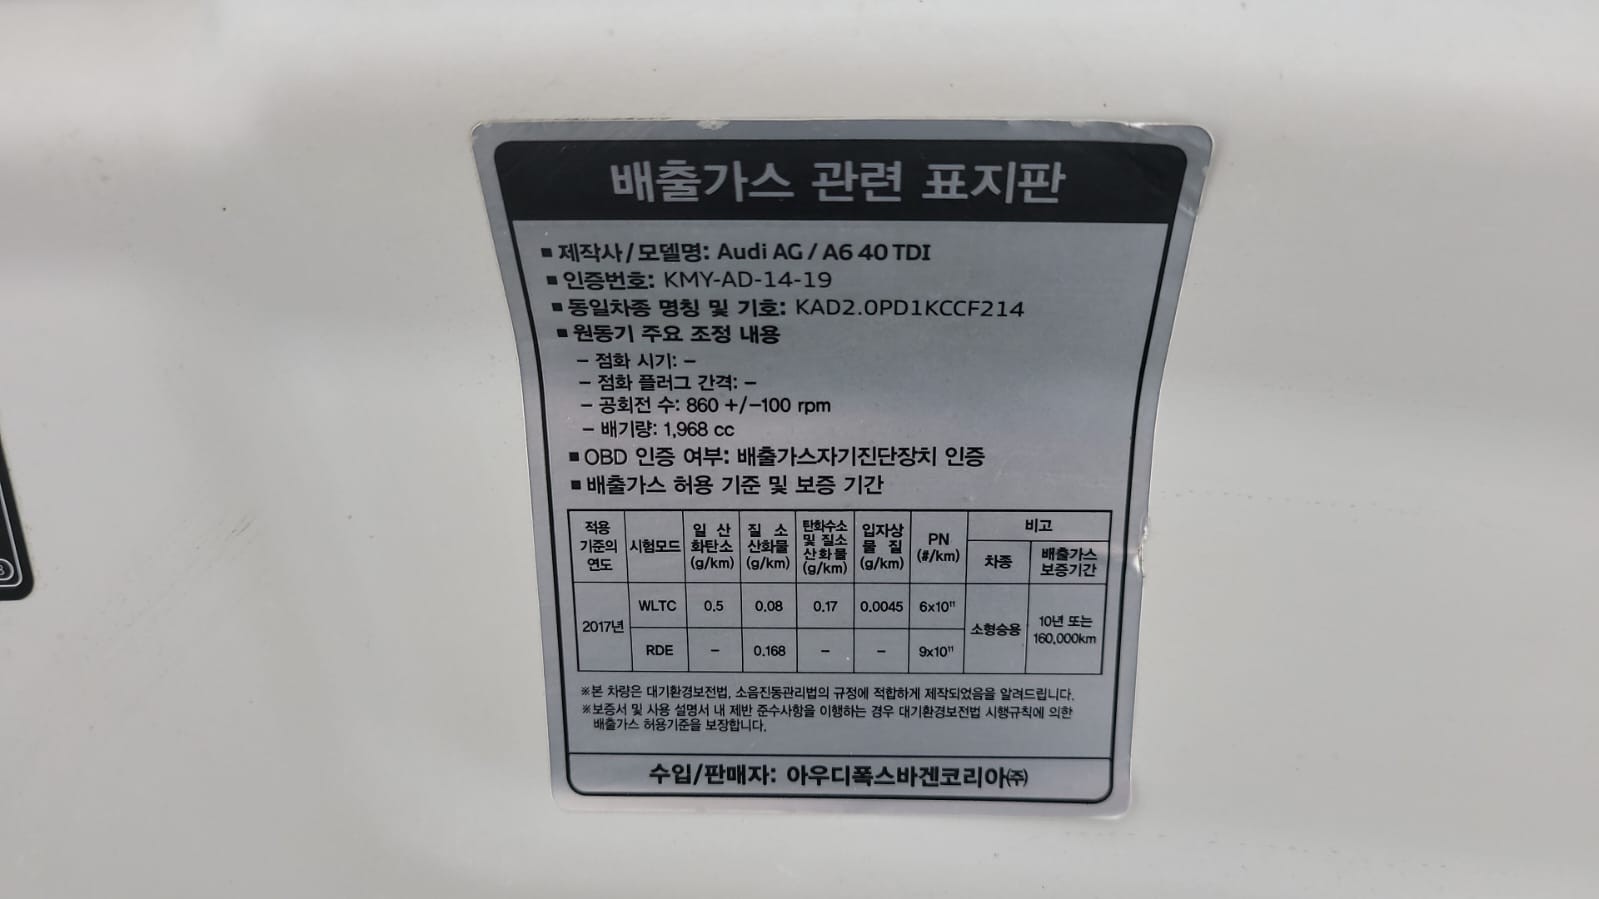 배출가스 관련 표지판
■ 제작사/모델명: Audi AG / A6 40 TDI
■ 인증번호: KMY-AD-14-19
■ 동일차종 명칭 및 기호: KAD2.0PD1KCCF214
■ 원동기 주요 조정 내용
– 점화 시기: –
– 점화 플러그 간격: –
– 공회전 수: 860 +/–100 rpm
– 배기량: 1,968 cc
■ OBD 인증 여부: 배출가스자기진단장치 인증
■ 배출가스 허용 기준 및 보증 기간
적용 기준의 연도 시험모드 일 산화탄소 (g/km) 질 소 산화물 (g/km) 탄화수소 및 질소 산화물 (g/km) 입자상 물 질 (g/km) PN (#/km) 비고
차종 배출가스 보증기간
2017년 WLTC 0.5 0.08 0.17 0.0045 6x10¹¹ 소형승용 10년 또는 160,000km
RDE – 0.168 – – 9x10¹¹
※본 차량은 대기환경보전법, 소음진동관리법의 규정에 적합하게 제작되었음을 알려드립니다.
※보증서 및 사용 설명서 내 제반 준수사항을 이행하는 경우 대기환경보전법 시행규칙에 의한
배출가스 허용기준을 보장합니다.
수입/판매자: 아우디폭스바겐코리아㈜